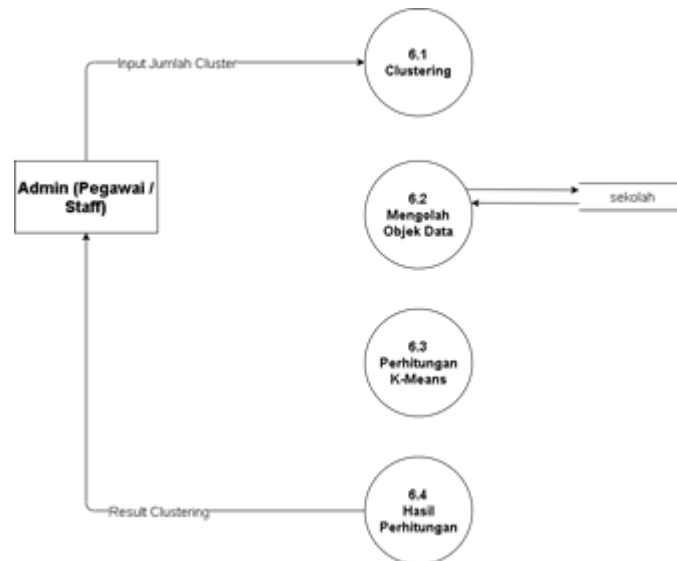 6.1
Clustering
Input Jumlah Cluster
Admin (Pegawai /
Staff)
6.2
Mengolah
Objek Data
sekolah
6.3
Perhitungan
K-Means
6.4
Hasil
Perhitungan
Result Clustering